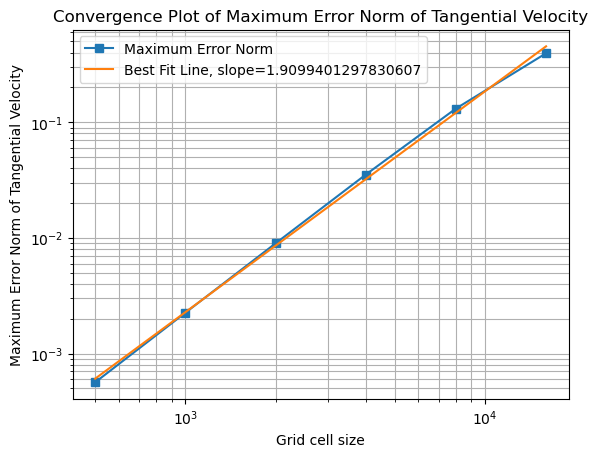 Convergence Plot of Maximum Error Norm of Tangential Velocity
Maximum Error Norm
Best Fit Line, slope=1.9099401297830607
Maximum Error Norm of Tangential Velocity
10⁻¹
10⁻²
10⁻³
10³
10⁴
Grid cell size